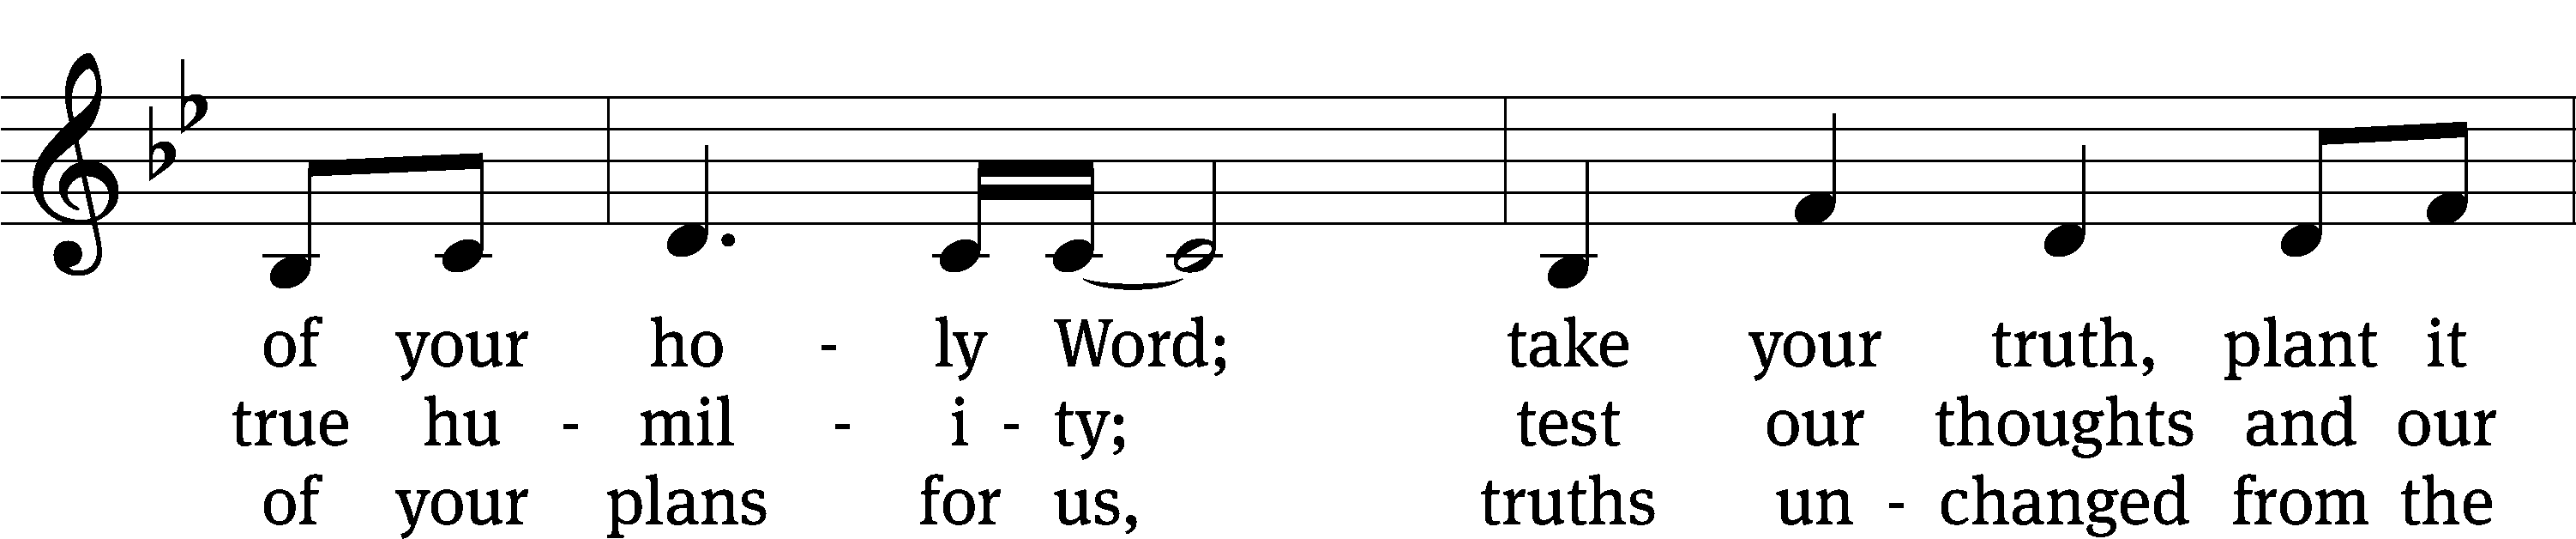 of your ho - ly Word; take your truth, plant it
true hu - mil - i - ty; test our thoughts and our
of your plans for us, truths un - changed from the